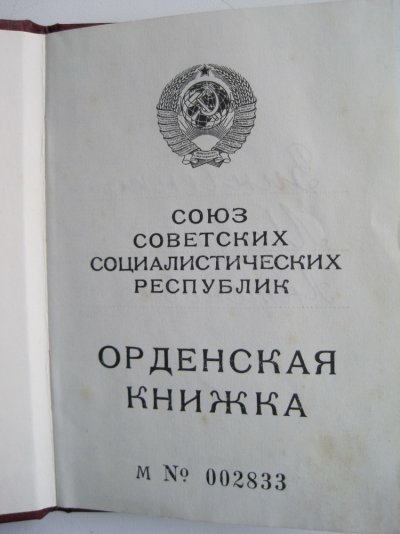 СОЮЗ
СОВЕТСКИХ
СОЦИАЛИСТИЧЕСКИХ
РЕСПУБЛИК
ОРДЕНСКАЯ
КНИЖКА
М № 002833